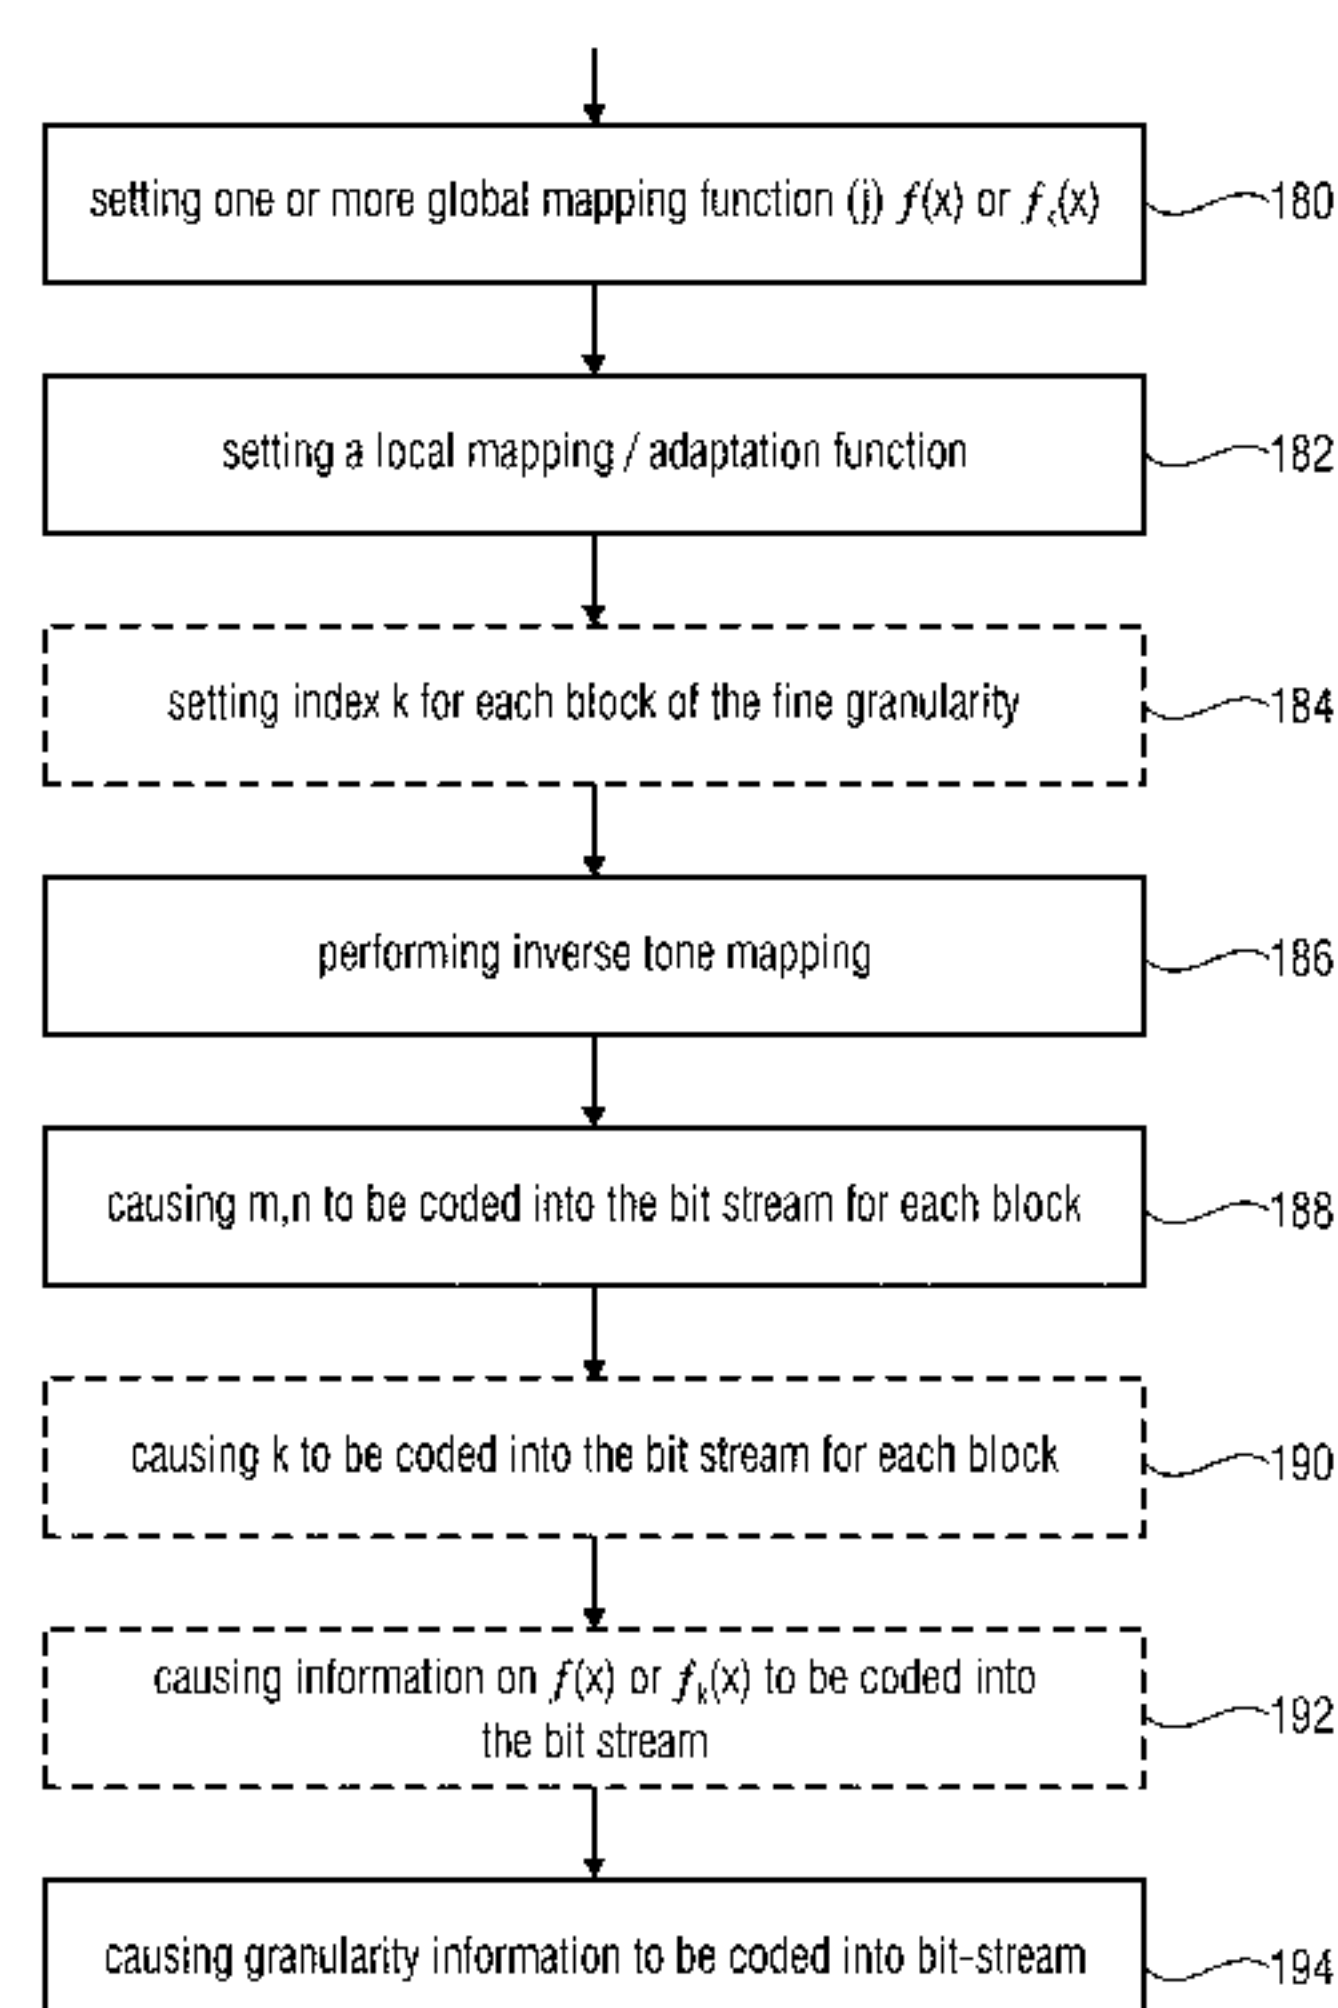 setting one or more global mapping function (j) f(x) or f꜀(x)
180
setting a local mapping / adaptation function
182
setting index k for each block of the fine granularity
184
performing inverse tone mapping
186
causing m,n to be coded into the bit stream for each block
188
causing k to be coded into the bit stream for each block
190
causing information on f(x) or fₖ(x) to be coded into
the bit stream
192
causing granularity information to be coded into bit-stream
194